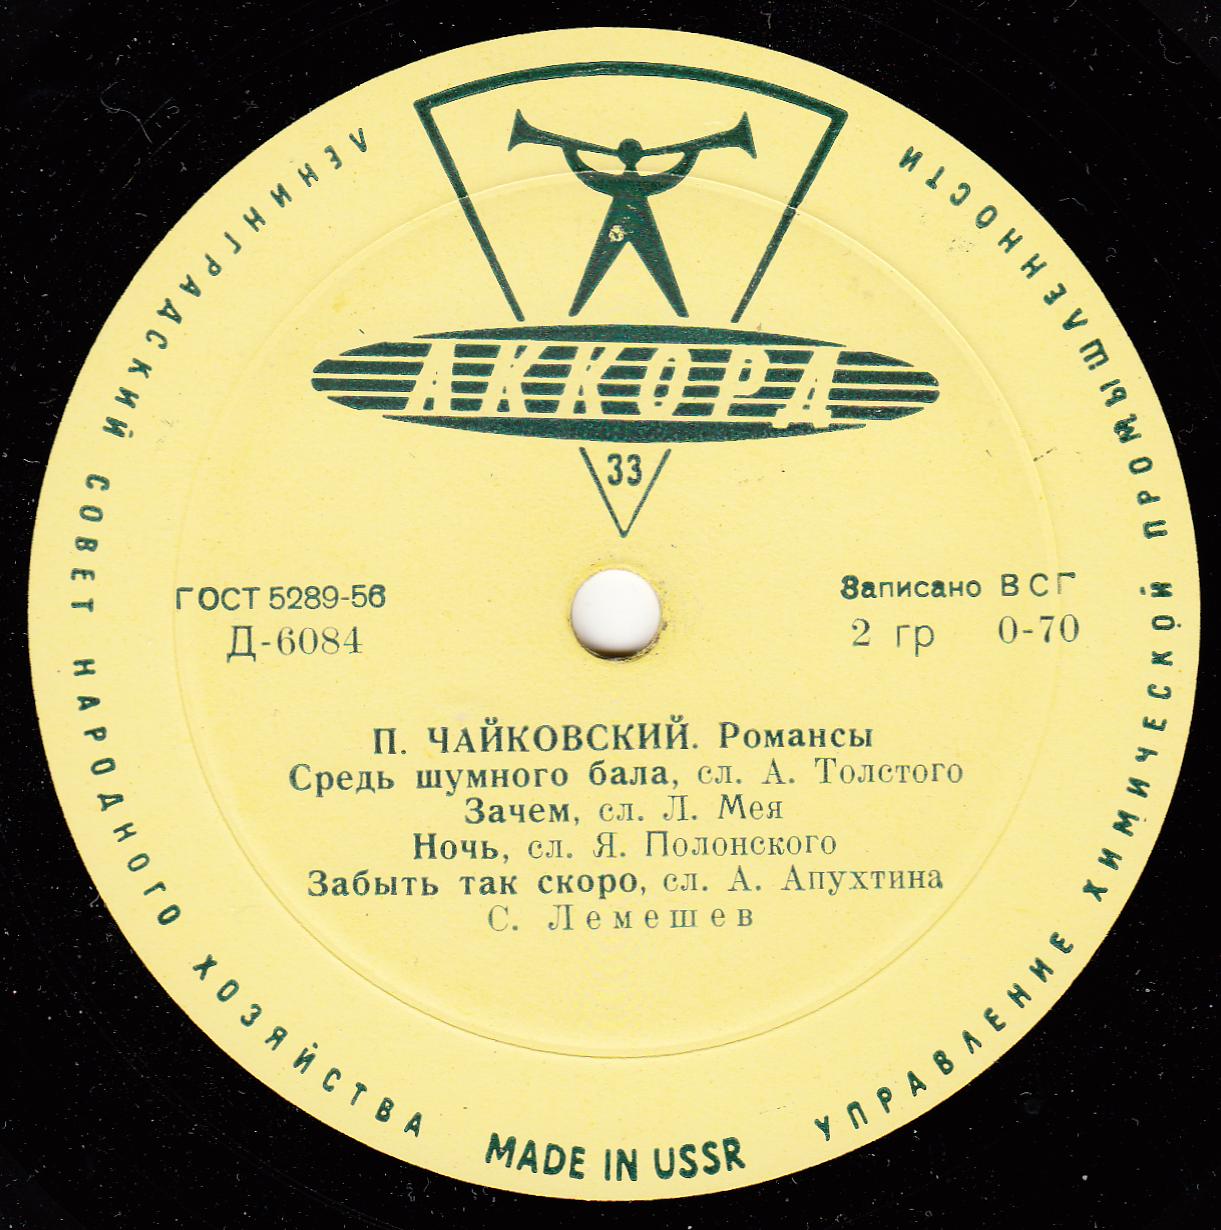 ЛЕНИНГРАДСКИЙ СОВЕТ НАРОДНОГО ХОЗЯЙСТВА
УПРАВЛЕНИЕ ХИМИЧЕСКОЙ ПРОМЫШЛЕННОСТИ
АККОРД
33
ГОСТ 5289-56
Д-6084
Записано ВСГ
2 гр 0-70
П. ЧАЙКОВСКИЙ. Романсы
Средь шумного бала, сл. А. Толстого
Зачем, сл. Л. Мея
Ночь, сл. Я. Полонского
Забыть так скоро, сл. А. Апухтина
С. Лемешев
MADE IN USSR